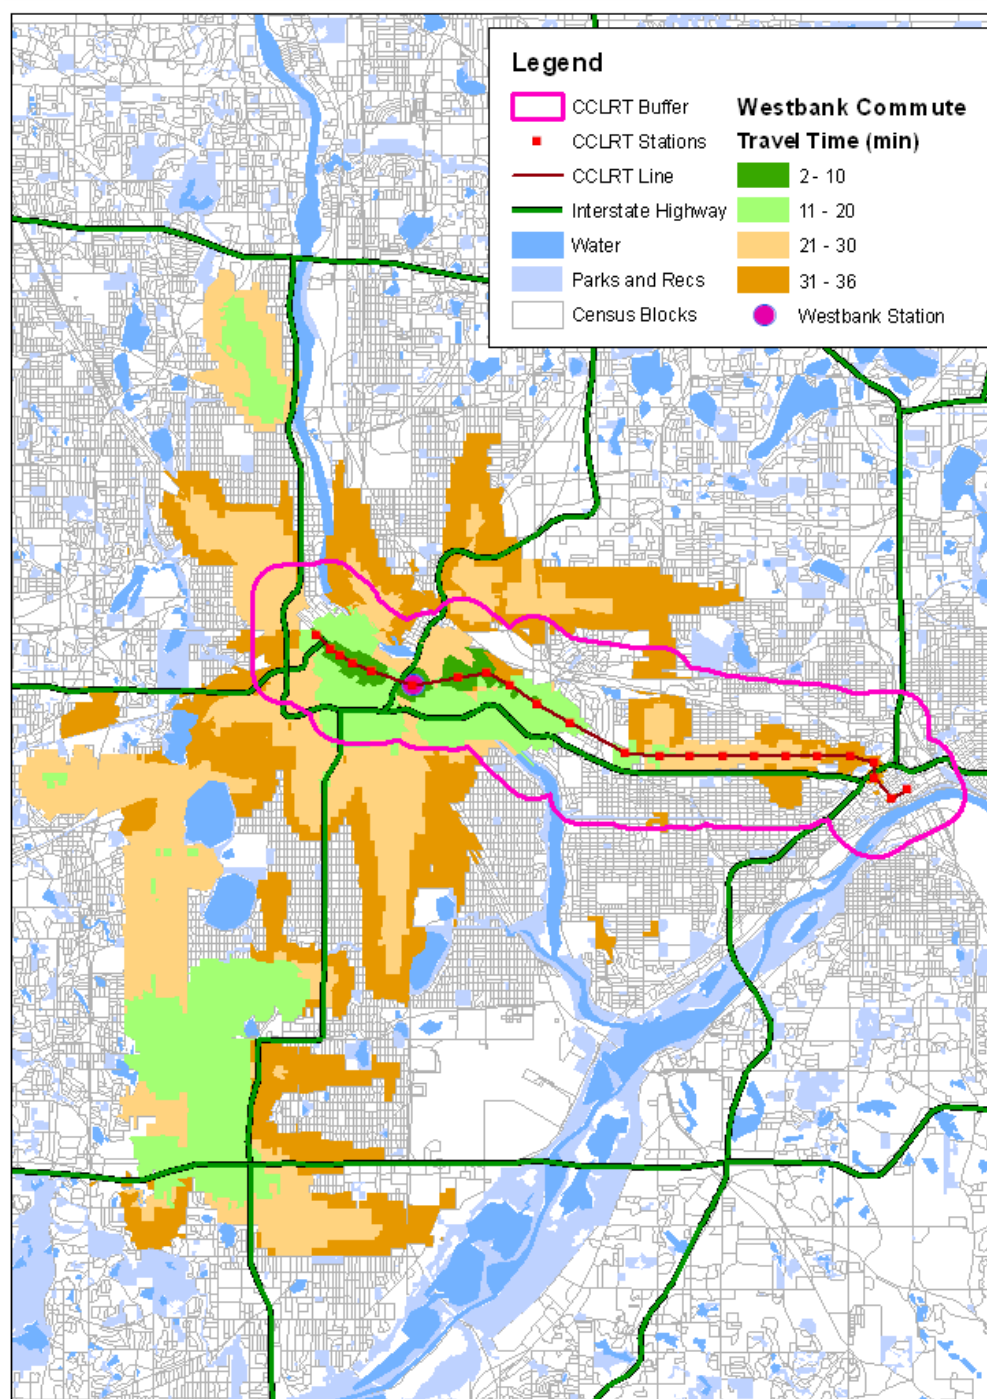 Legend
CCLRT Buffer
CCLRT Stations
CCLRT Line
Interstate Highway
Water
Parks and Recs
Census Blocks
Westbank Commute
Travel Time (min)
2 - 10
11 - 20
21 - 30
31 - 36
Westbank Station